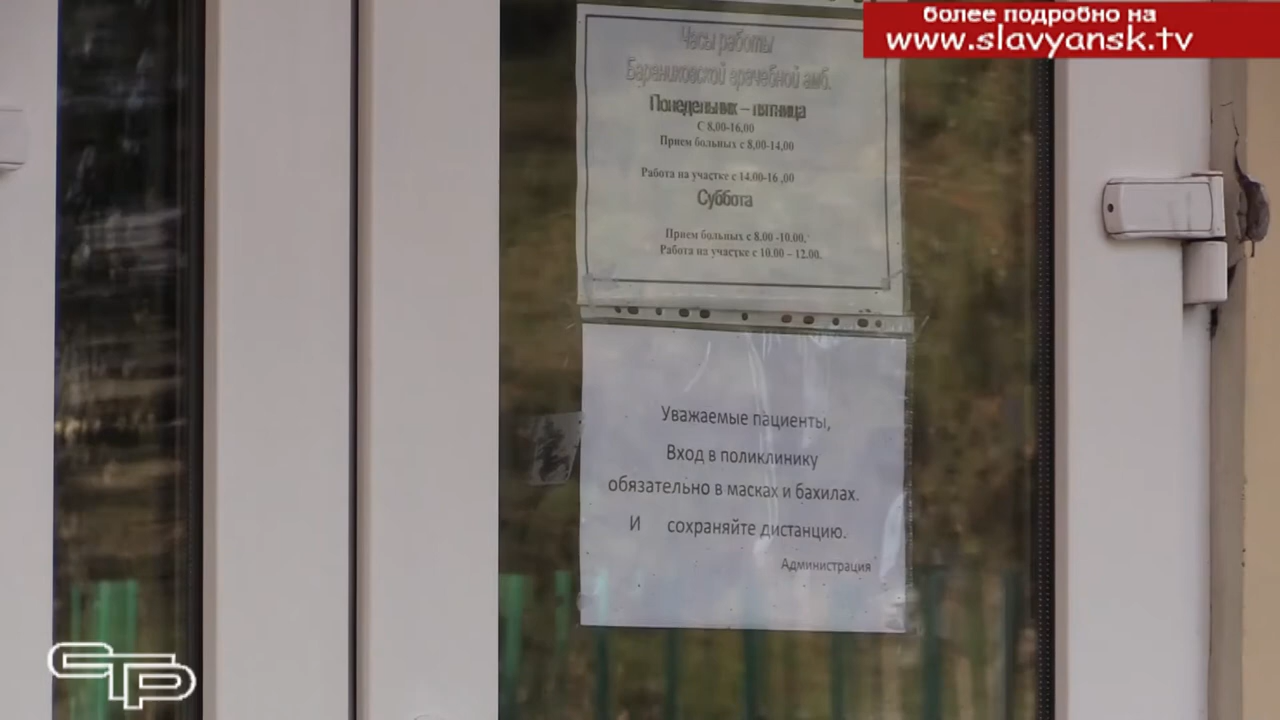 более подробно на
www.slavyansk.tv
Часы работы
Бараниковской врачебной амб.
Понедельник – пятница
С 8,00-16,00
Прием больных с 8,00-14,00
Работа на участке с 14.00-16 ,00
Суббота
Прием больных с 8.00 -10.00,
Работа на участке с 10.00 – 12.00.
Уважаемые пациенты,
Вход в поликлинику
обязательно в масках и бахилах.
И сохраняйте дистанцию.
Администрация
СТР